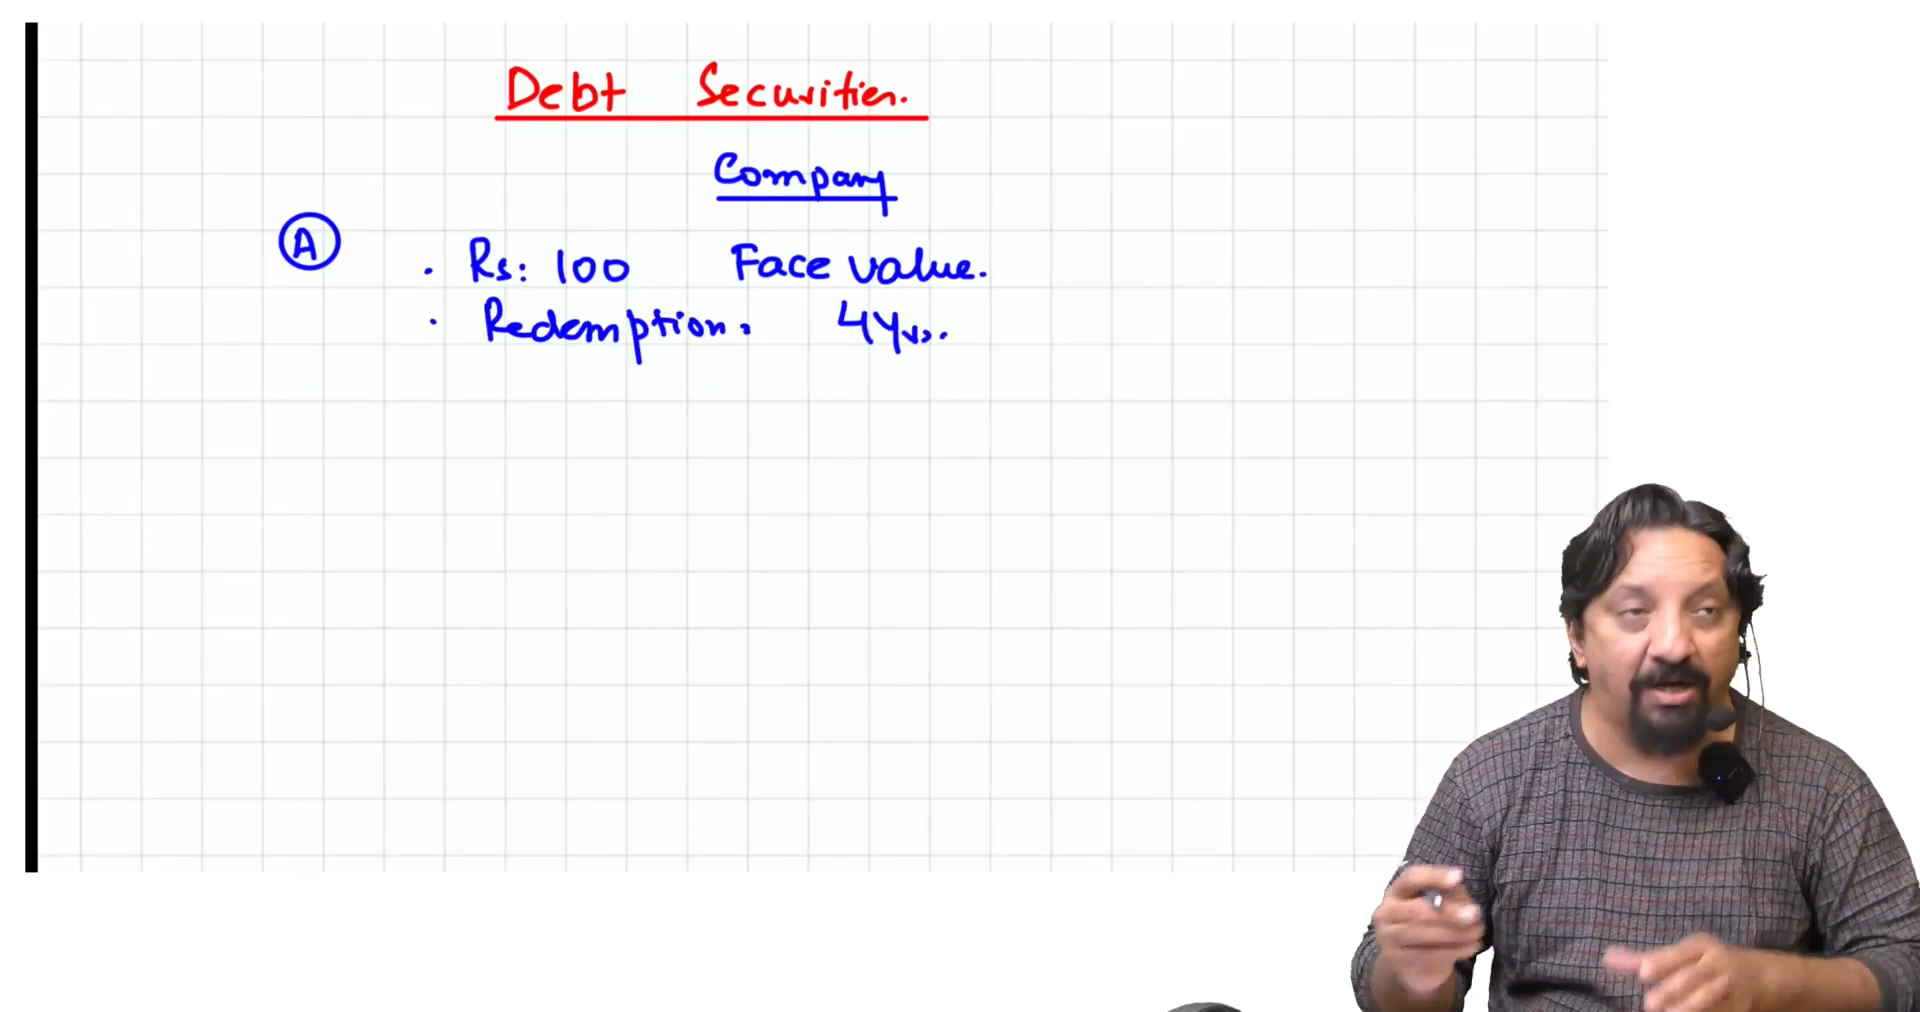 Debt Securities.
Company
A
. Rs: 100 Face value.
. Redemption. 4yrs.